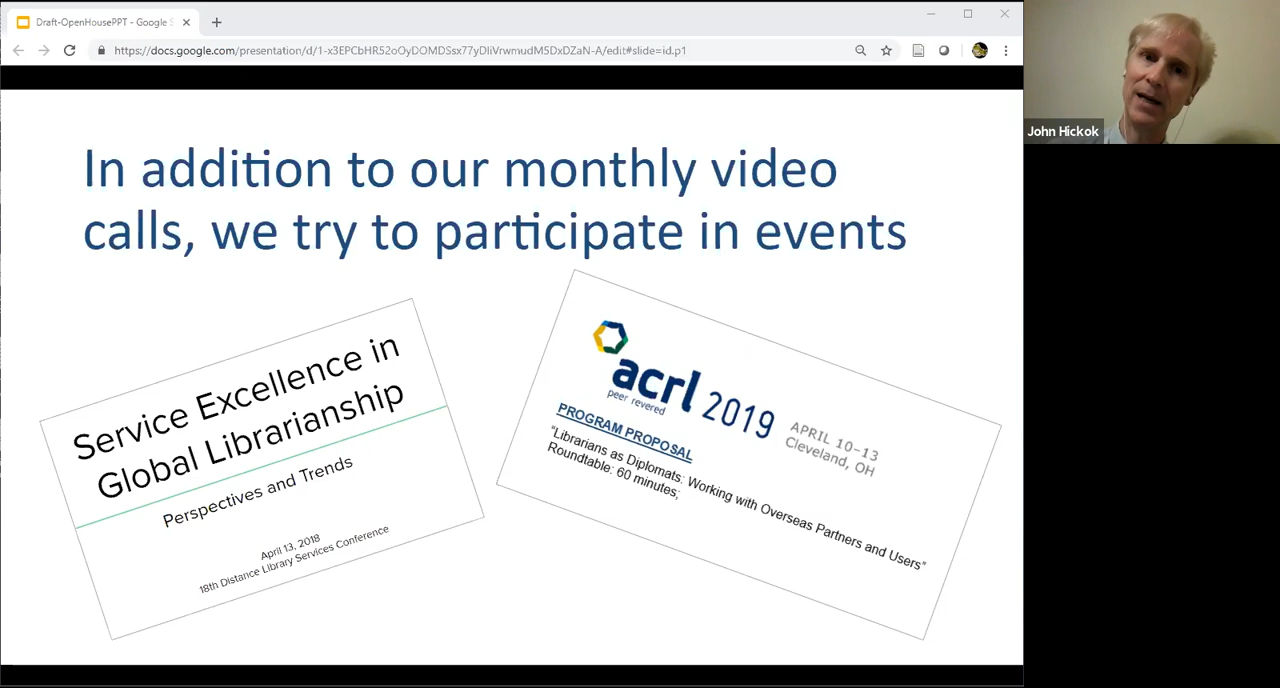 Draft-OpenHousePPT - Google S
https://docs.google.com/presentation/d/1-x3EPCbHR52oOyDOMDSsx77yDIiVrwmudM5DxDZaN-A/edit#slide=id.p1
John Hickok
In addition to our monthly video
calls, we try to participate in events
Service Excellence in
Global Librarianship
Perspectives and Trends
April 13, 2018
18th Distance Library Services Conference
acrl 2019
peer revered
APRIL 10-13
Cleveland, OH
PROGRAM PROPOSAL
"Librarians as Diplomats: Working with Overseas Partners and Users"
Roundtable: 60 minutes;